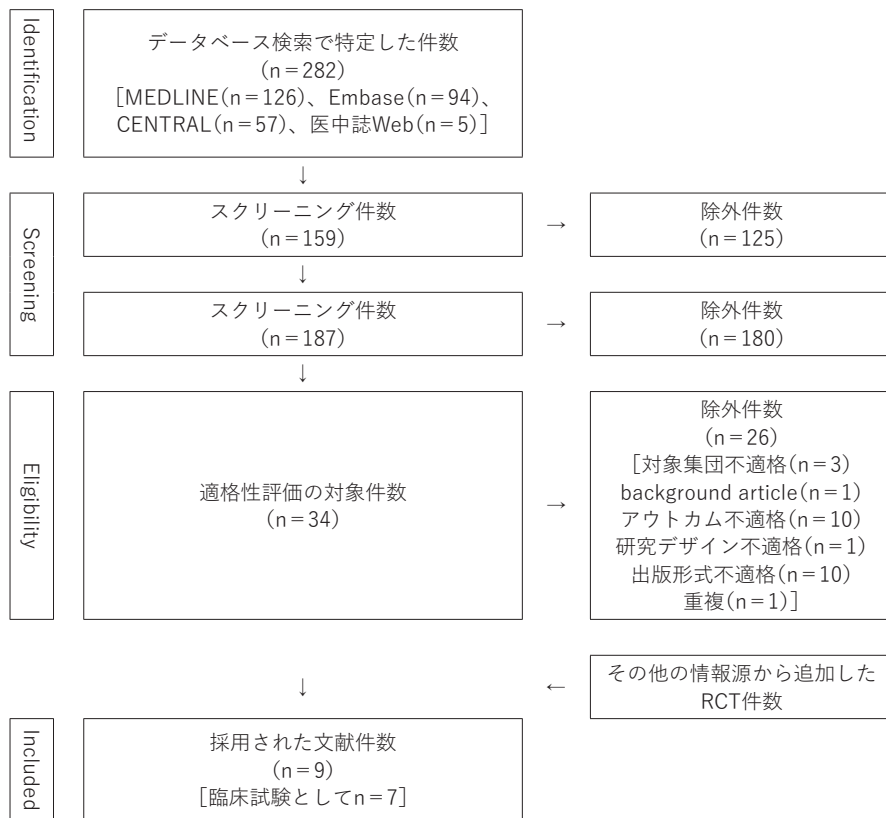 Identification
データベース検索で特定した件数
(n＝282)
［MEDLINE(n＝126)、Embase(n＝94)、
CENTRAL(n＝57)、医中誌Web(n＝5)］
↓
Screening
スクリーニング件数
(n＝159)
→
除外件数
(n＝125)
↓
スクリーニング件数
(n＝187)
→
除外件数
(n＝180)
↓
Eligibility
適格性評価の対象件数
(n＝34)
→
除外件数
(n＝26)
［対象集団不適格(n＝3)
background article(n＝1)
アウトカム不適格(n＝10)
研究デザイン不適格(n＝1)
出版形式不適格(n＝10)
重複(n＝1)］
↓
←
その他の情報源から追加した
RCT件数
Included
採用された文献件数
(n＝9)
［臨床試験としてn＝7］